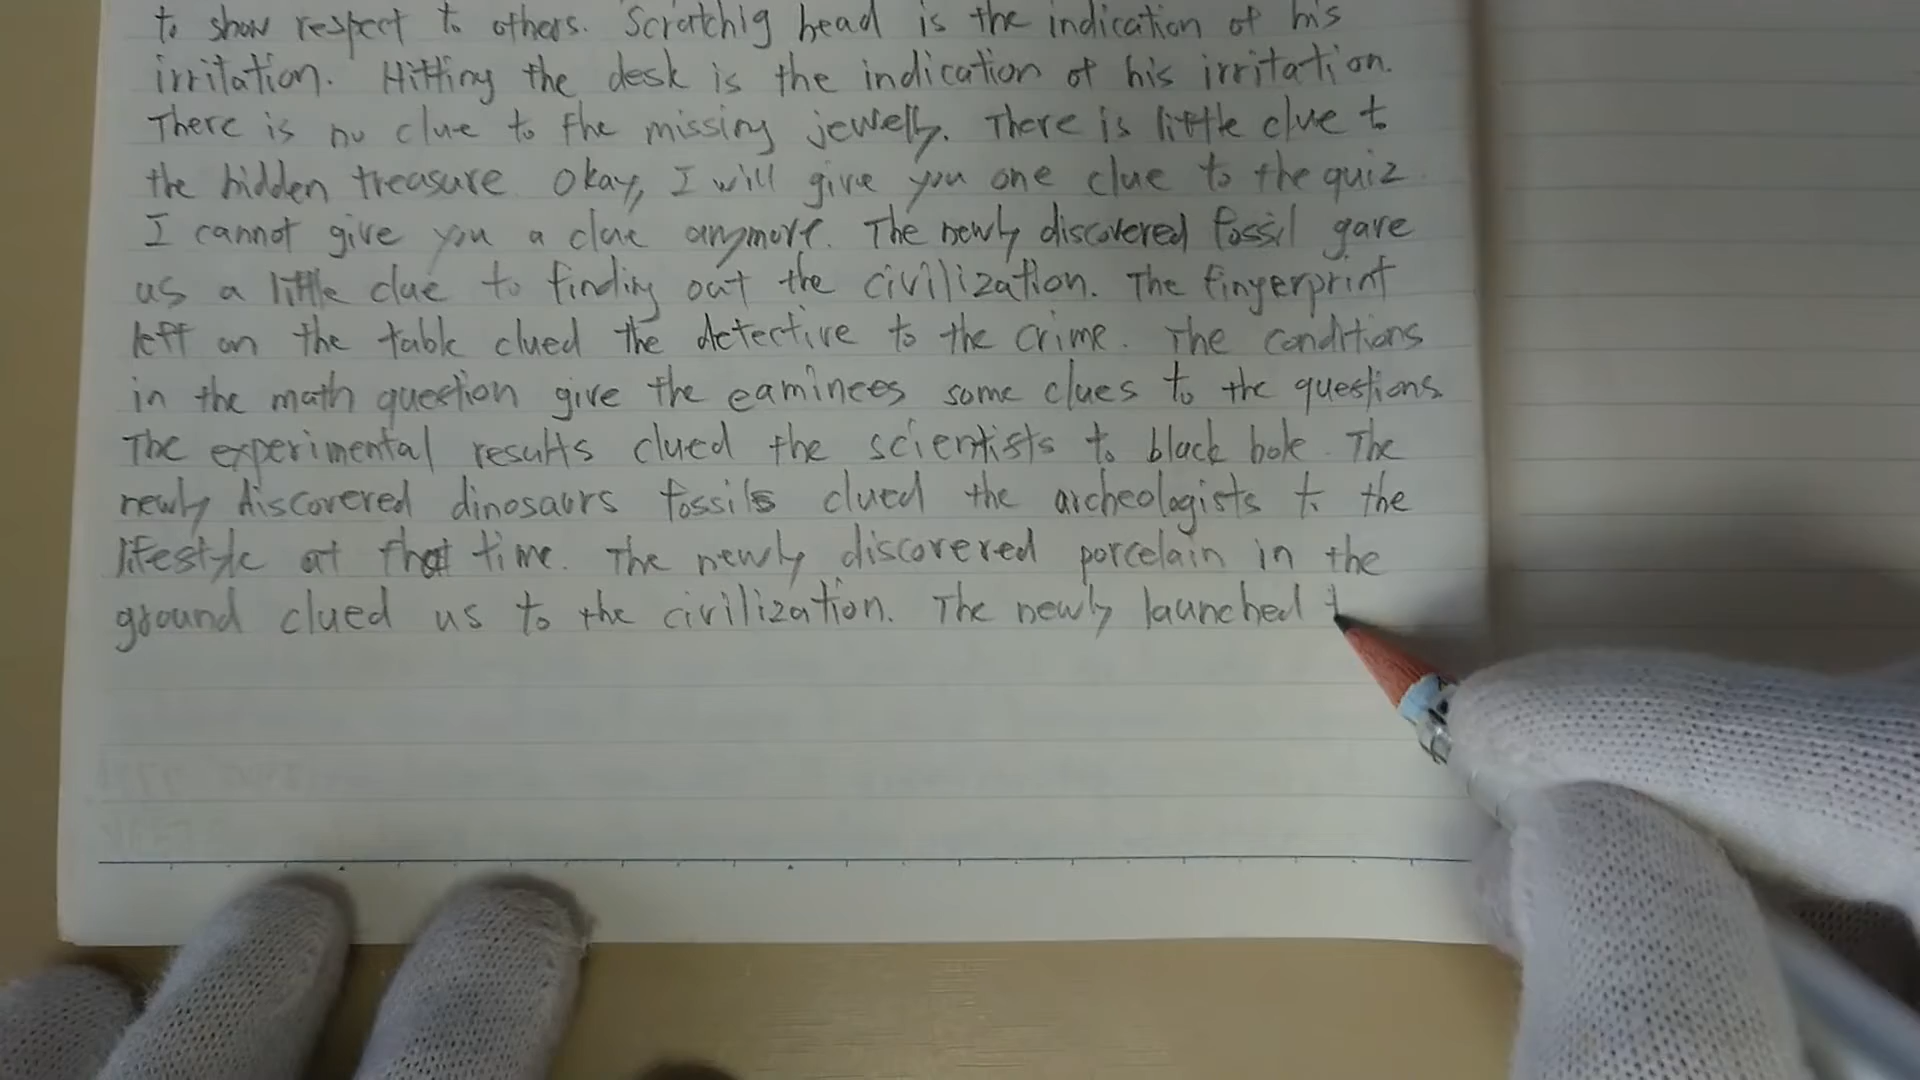 to show respect to others. Scratchig head is the indication of his
irritation. Hitting the desk is the indication of his irritation.
There is no clue to the missing jewelly. There is little clue to
the hidden treasure. Okay, I will give you one clue to the quiz.
I cannot give you a clue anymore. The newly discovered fossil gave
us a little clue to finding out the civilization. The fingerprint
left on the table clued the detective to the crime. The conditions
in the math question give the eaminees some clues to the questions.
The experimental results clued the scientists to black hole. The
newly discovered dinosaurs fossils clued the archeologists to the
lifestyle at that time. The newly discovered porcelain in the
ground clued us to the civilization. The newly launched t